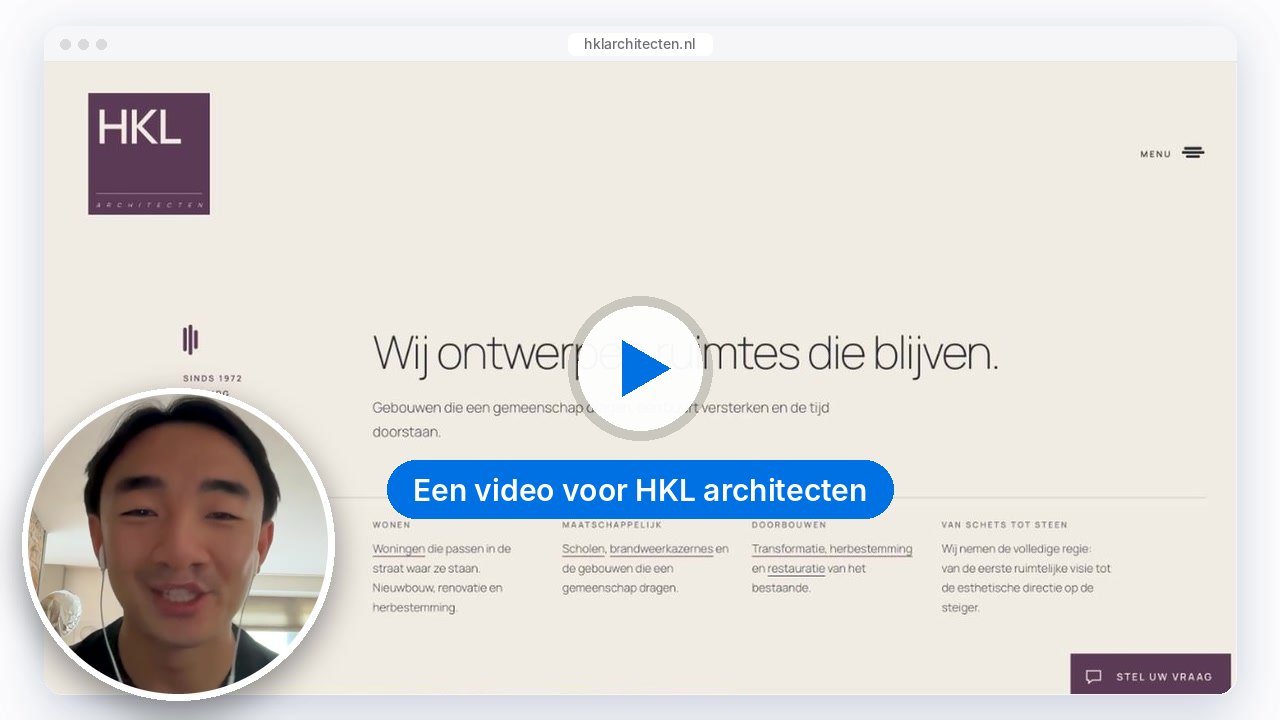 hklarchitecten.nl
HKL
ARCHITECTEN
MENU
SINDS 1972
Wij ontwerpen ruimtes die blijven.
Gebouwen die een gemeenschap versterken en de tijd
doorstaan.
Een video voor HKL architecten
WONEN
Woningen die passen in de
straat waar ze staan.
Nieuwbouw, renovatie en
herbestemming.
MAATSCHAPPELIJK
Scholen, brandweerkazernes en
de gebouwen die een
gemeenschap dragen.
DOORBOUWEN
Transformatie, herbestemming
en restauratie van het
bestaande.
VAN SCHETS TOT STEEN
Wij nemen de volledige regie:
van de eerste ruimtelijke visie tot
de esthetische directie op de
steiger.
STEL UW VRAAG